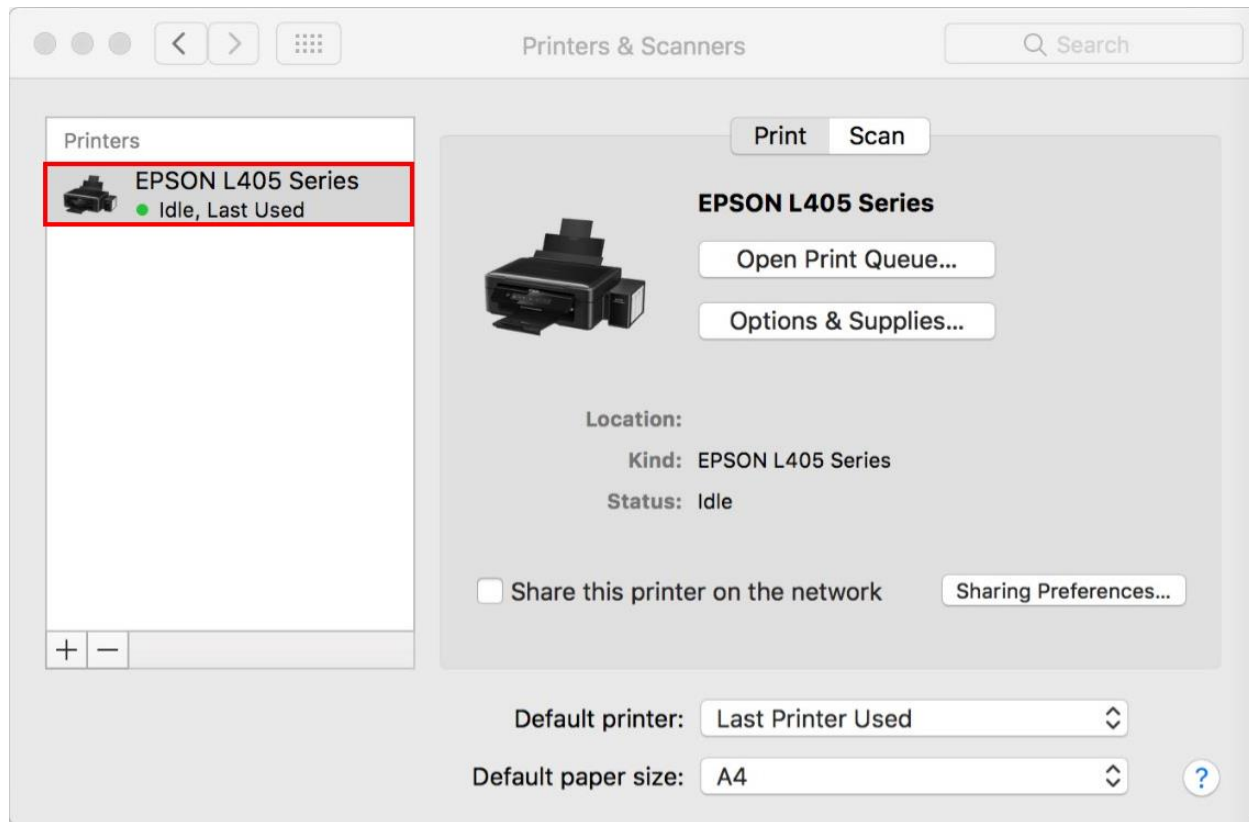 Printers & Scanners
Search
Printers
EPSON L405 Series
Idle, Last Used
+ −
Print Scan
EPSON L405 Series
Open Print Queue...
Options & Supplies...
Location:
Kind: EPSON L405 Series
Status: Idle
Share this printer on the network Sharing Preferences...
Default printer: Last Printer Used
Default paper size: A4
?